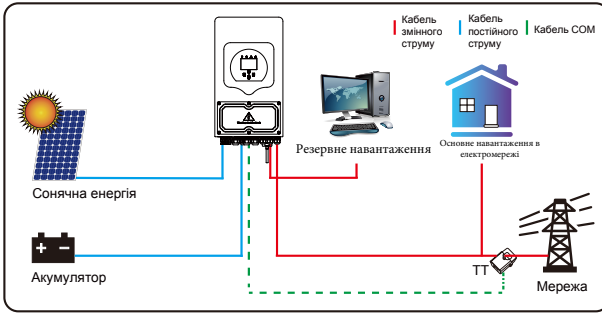 Кабель
змінного
струму
Кабель
постійного
струму
Кабель COM
Резервне навантаження
Основне навантаження в
електромережі
Сонячна енергія
Акумулятор
ТТ
Мережа